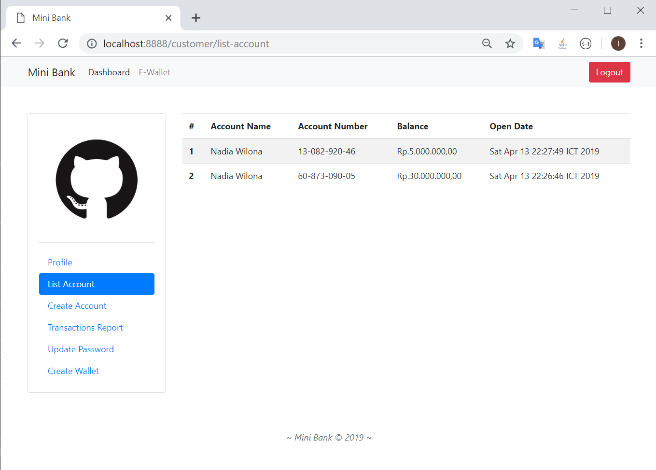 Mini Bank
localhost:8888/customer/list-account
I
Mini Bank Dashboard E-Wallet Logout
# Account Name Account Number Balance Open Date
1 Nadia Wilona 13-082-920-46 Rp.5.000.000,00 Sat Apr 13 22:27:49 ICT 2019
2 Nadia Wilona 60-873-090-05 Rp.30.000.000,00 Sat Apr 13 22:26:46 ICT 2019
Profile
List Account
Create Account
Transactions Report
Update Password
Create Wallet
~ Mini Bank © 2019 ~